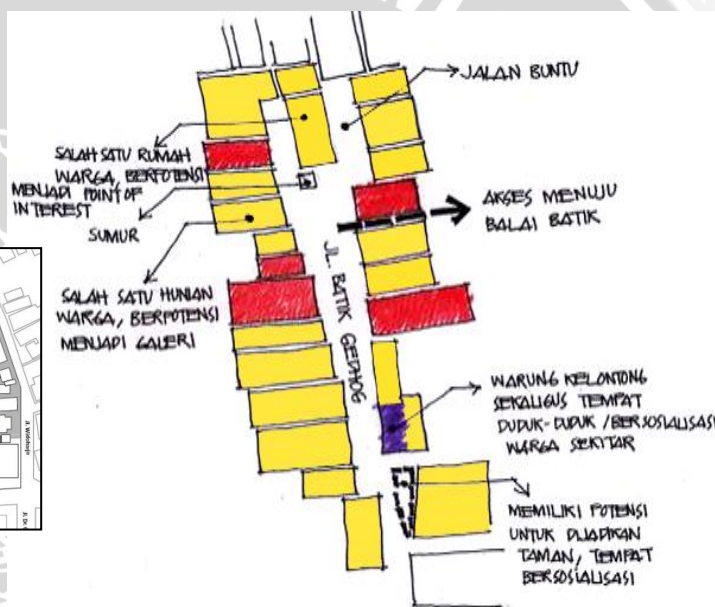 JALAN BUNTU
SALAH SATU RUMAH
WARGA, BERPOTENSI
MENJADI POINT OF
INTEREST
SUMUR
AKSES MENUJU
BALAI BATIK
JL. BATIK GEDHOG
SALAH SATU HUNIAN
WARGA, BERPOTENSI
MENJADI GALERI
WARUNG KELONTONG
SEKALIGUS TEMPAT
DUDUK-DUDUK / BERSOSIALISASI
WARGA SEKITAR
MEMILIKI POTENSI
UNTUK DIJADIKAN
TAMAN, TEMPAT
BERSOSIALISASI